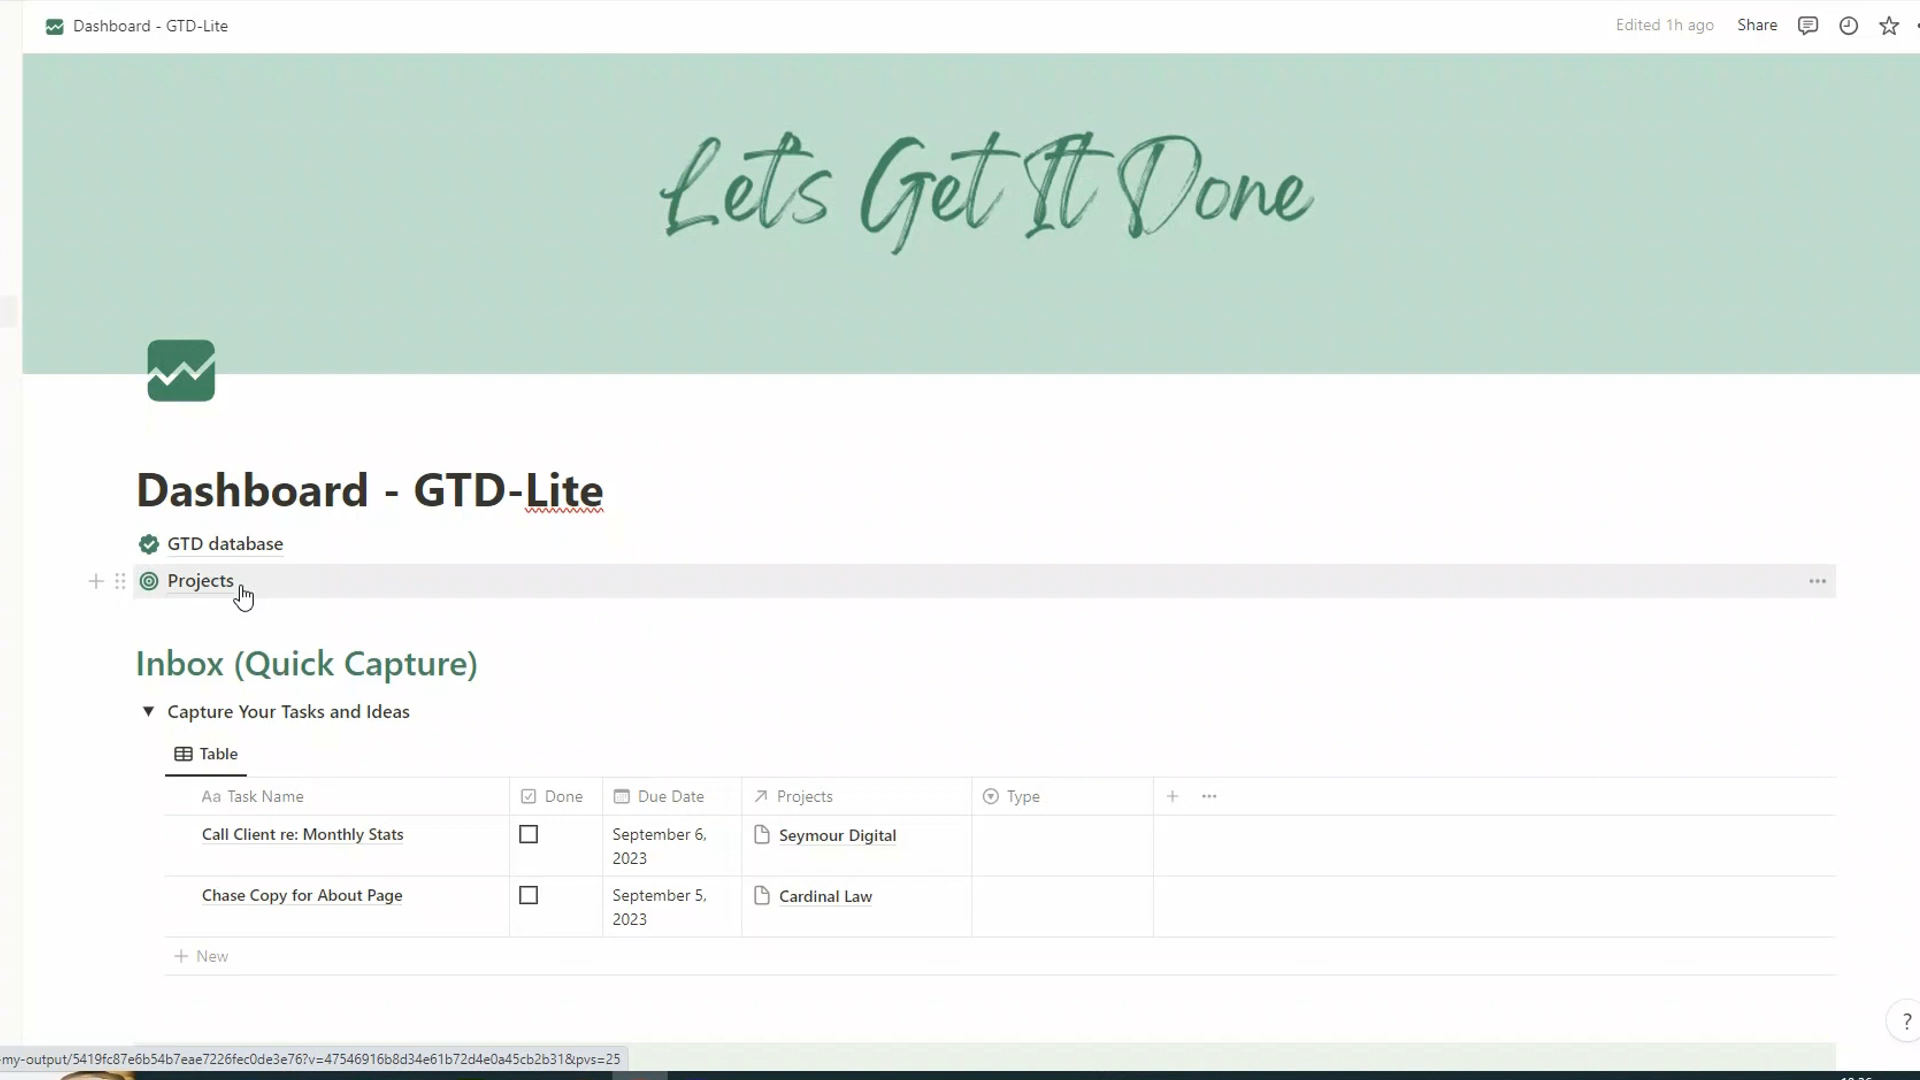 Dashboard - GTD-Lite
Edited 1h ago
Share
Let's Get It Done
Dashboard - GTD-Lite
GTD database
Projects
Inbox (Quick Capture)
Capture Your Tasks and Ideas
Table
Aa Task Name
Done
Due Date
Projects
Type
Call Client re: Monthly Stats
September 6,
2023
Seymour Digital
Chase Copy for About Page
September 5,
2023
Cardinal Law
+ New
?
-my-output/5419fc87e6b54b7eae7226fec0de3e76?v=47546916b8d34e61b72d4e0a45cb2b31&pvs=25